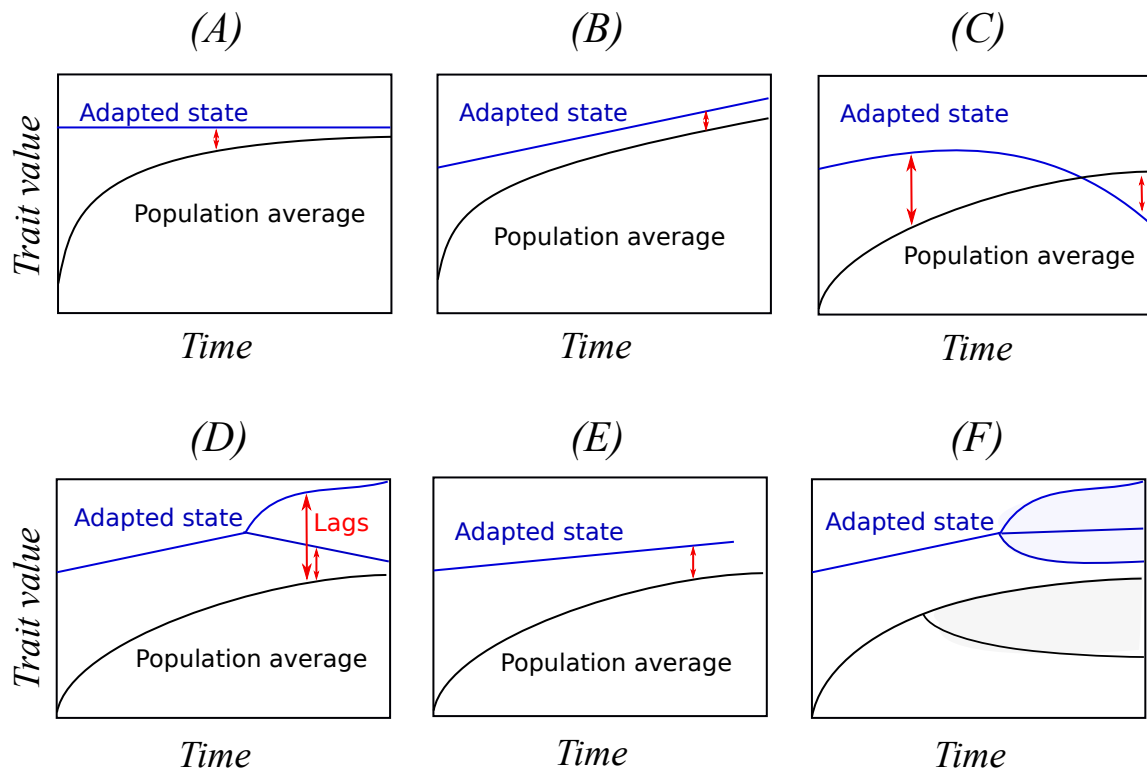 (A)
(B)
(C)
Trait value
Adapted state
Population average
Adapted state
Population average
Adapted state
Population average
Time
Time
Time
(D)
(E)
(F)
Trait value
Adapted state
Lags
Population average
Adapted state
Population average
Adapted state
Time
Time
Time